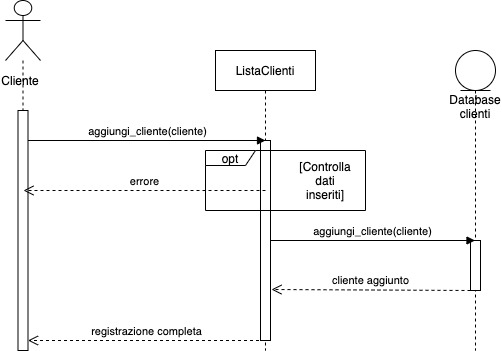 Cliente
ListaClienti
Database
clienti
aggiungi_cliente(cliente)
opt
[Controlla
dati
inseriti]
errore
aggiungi_cliente(cliente)
cliente aggiunto
registrazione completa